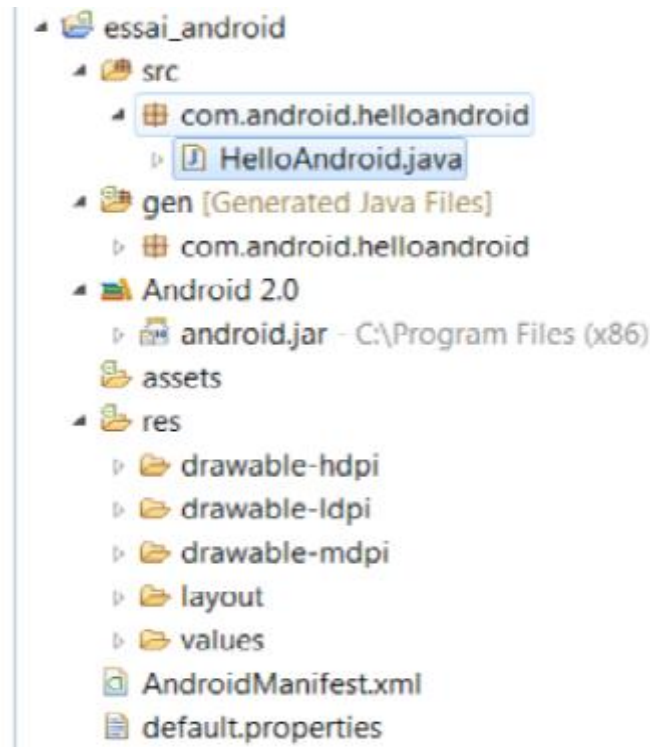 essai_android
src
com.android.helloandroid
HelloAndroid.java
gen [Generated Java Files]
com.android.helloandroid
Android 2.0
android.jar - C:\Program Files (x86)
assets
res
drawable-hdpi
drawable-ldpi
drawable-mdpi
layout
values
AndroidManifest.xml
default.properties